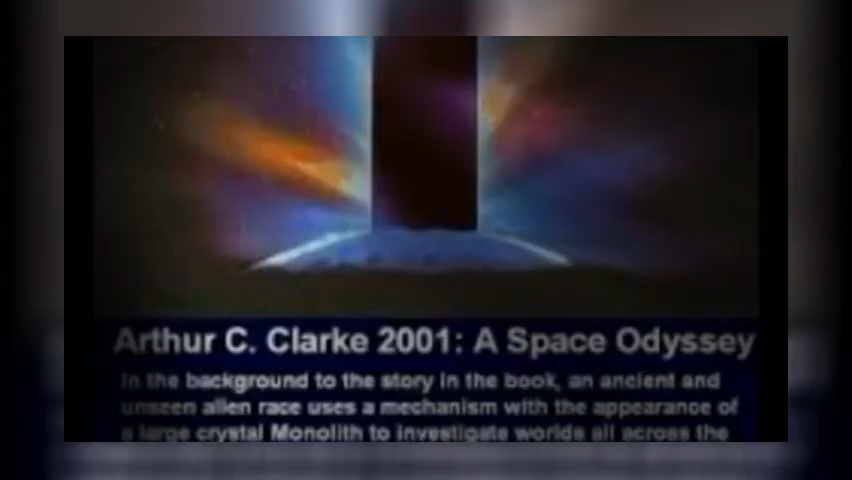 Arthur C. Clarke 2001: A Space Odyssey
In the background to the story in the book, an ancient and
unseen alien race uses a mechanism with the appearance of
a large crystal Monolith to investigate worlds all across the